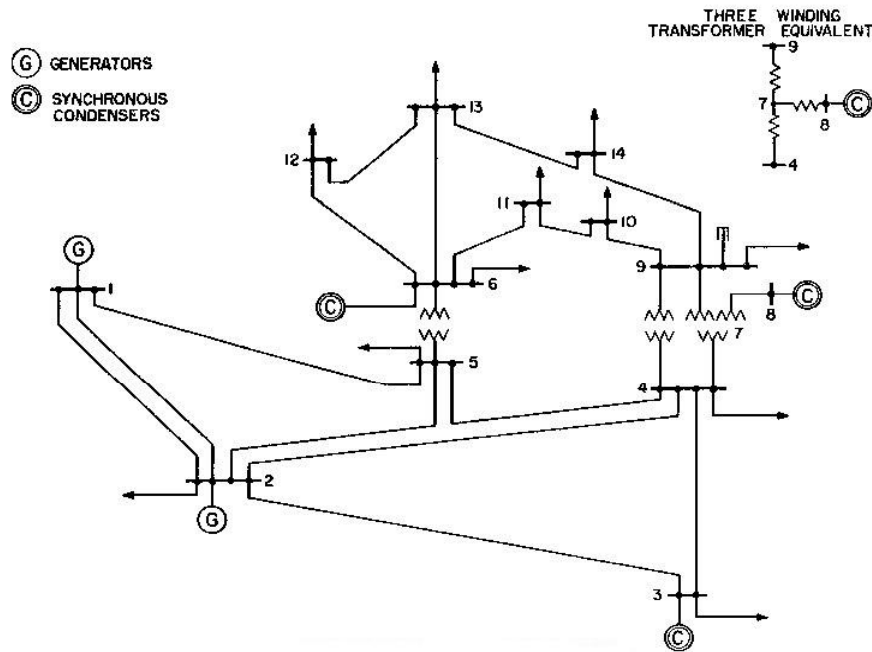 THREE WINDING
TRANSFORMER EQUIVALENT
9
7
C
8
4
G GENERATORS
C SYNCHRONOUS
CONDENSERS
13
12
14
11
10
G
1
9
6
C
8
C
7
5
4
2
G
3
C